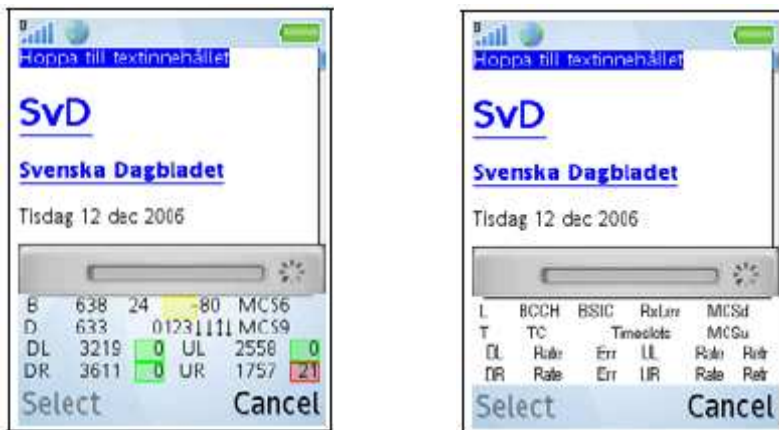 Hoppa till textinnehållet
SvD
Svenska Dagbladet
Tisdag 12 dec 2006
B 638 24 -80 MCS6
D 633 0123↓↑↑↓ MCS9
DL 3219 0 UL 2558 0
DR 3611 0 UR 1757 21
Select Cancel
Hoppa till textinnehållet
SvD
Svenska Dagbladet
Tisdag 12 dec 2006
L BCCH BSIC RxLev MCSd
T TC Timeslots MCSu
DL Rate Err UL Rate Retr
DR Rate Err UR Rate Retr
Select Cancel